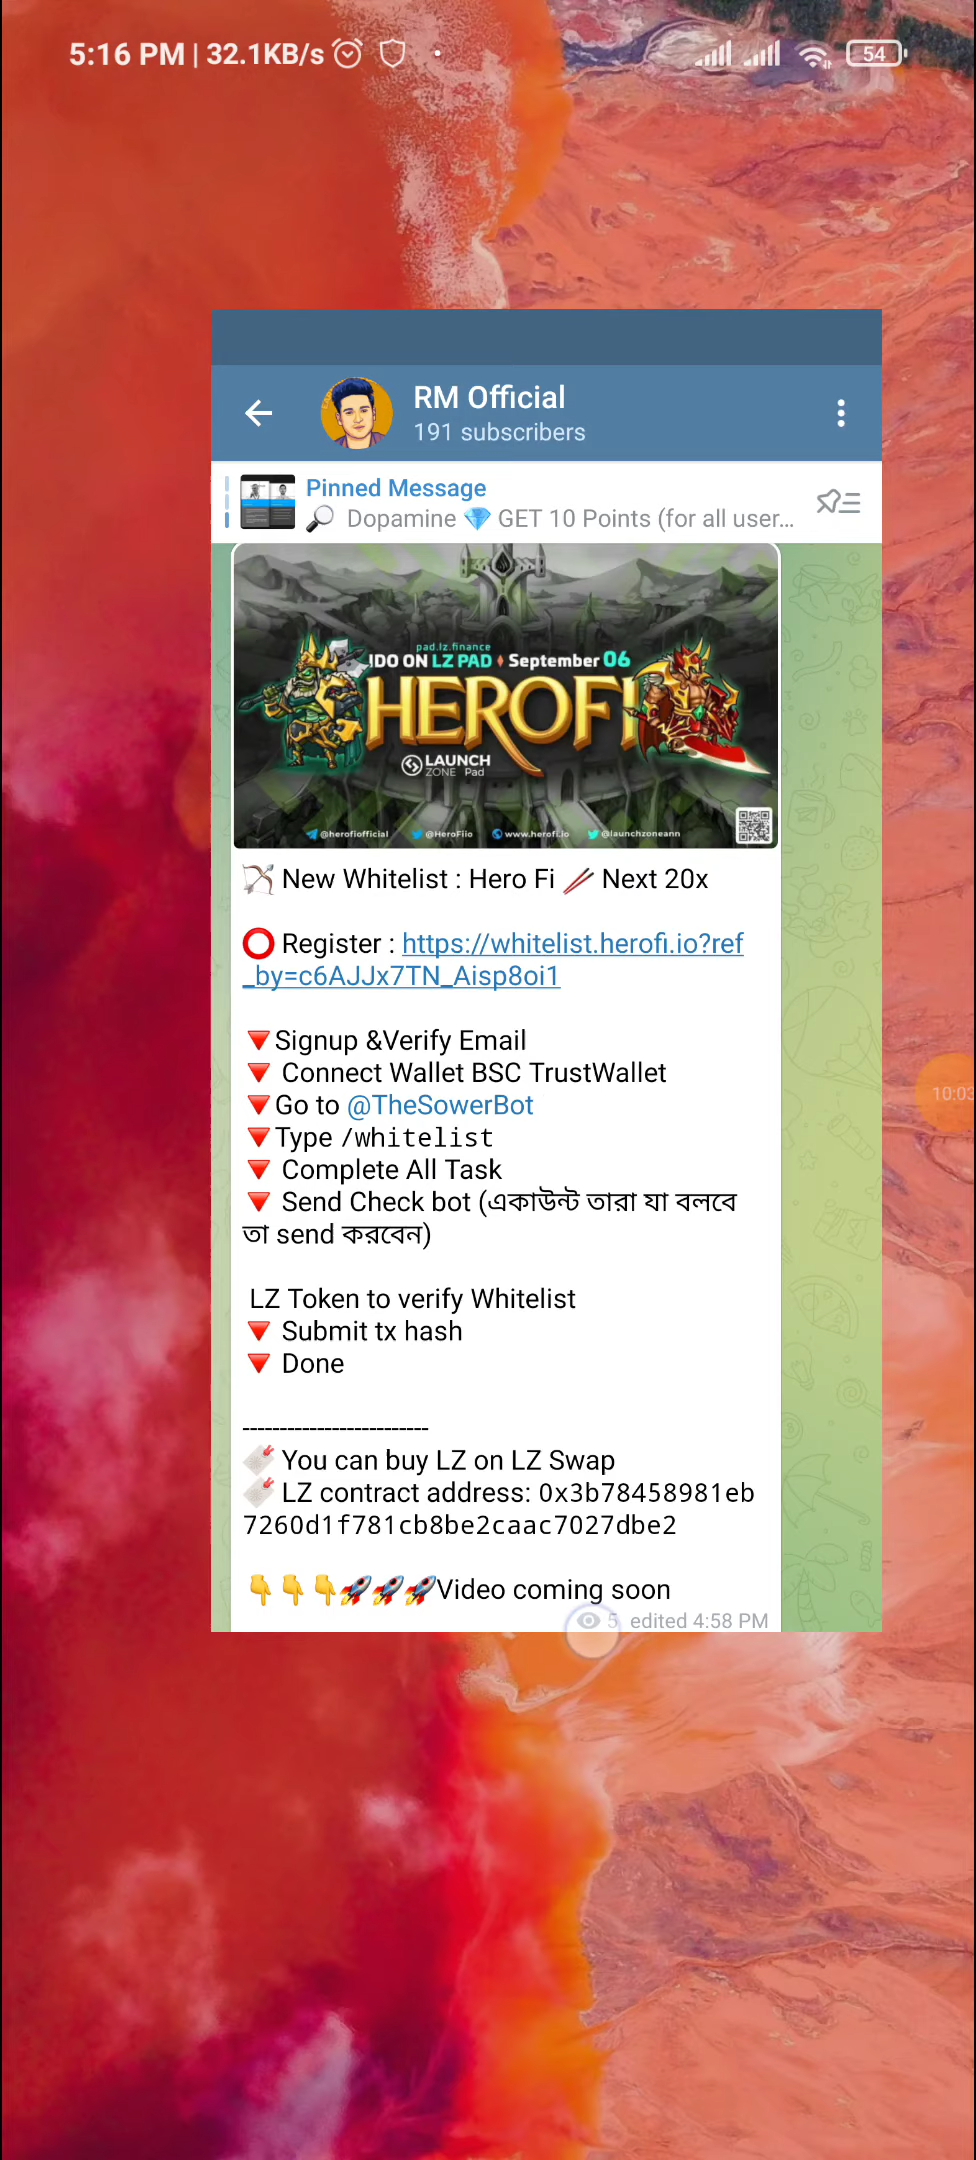 5:16 PM | 32.1KB/s
54
RM Official
191 subscribers
Pinned Message
🔎 Dopamine 💎 GET 10 Points (for all user...
pad.lz.finance
IDO ON LZ PAD ♦ September 06
HEROFI
LAUNCH
ZONE Pad
@herofiofficial @HeroFiio www.herofi.io @launchzoneann
🏹 New Whitelist : Hero Fi 🥢 Next 20x
⭕ Register : https://whitelist.herofi.io?ref
_by=c6AJJx7TN_Aisp8oi1
🔻Signup &Verify Email
🔻 Connect Wallet BSC TrustWallet
🔻Go to @TheSowerBot
🔻Type /whitelist
🔻 Complete All Task
🔻 Send Check bot (একাউন্ট তারা যা বলবে
তা send করবেন)
LZ Token to verify Whitelist
🔻 Submit tx hash
🔻 Done
-------------------------
You can buy LZ on LZ Swap
LZ contract address: 0x3b78458981eb
7260d1f781cb8be2caac7027dbe2
👇👇👇🚀🚀🚀Video coming soon
5 edited 4:58 PM
10:03